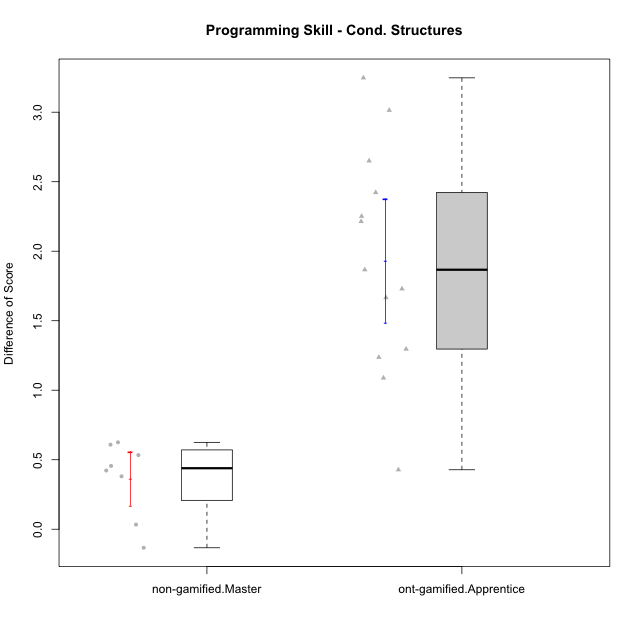 Programming Skill - Cond. Structures
Difference of Score
3.0
2.5
2.0
1.5
1.0
0.5
0.0
non-gamified.Master
ont-gamified.Apprentice